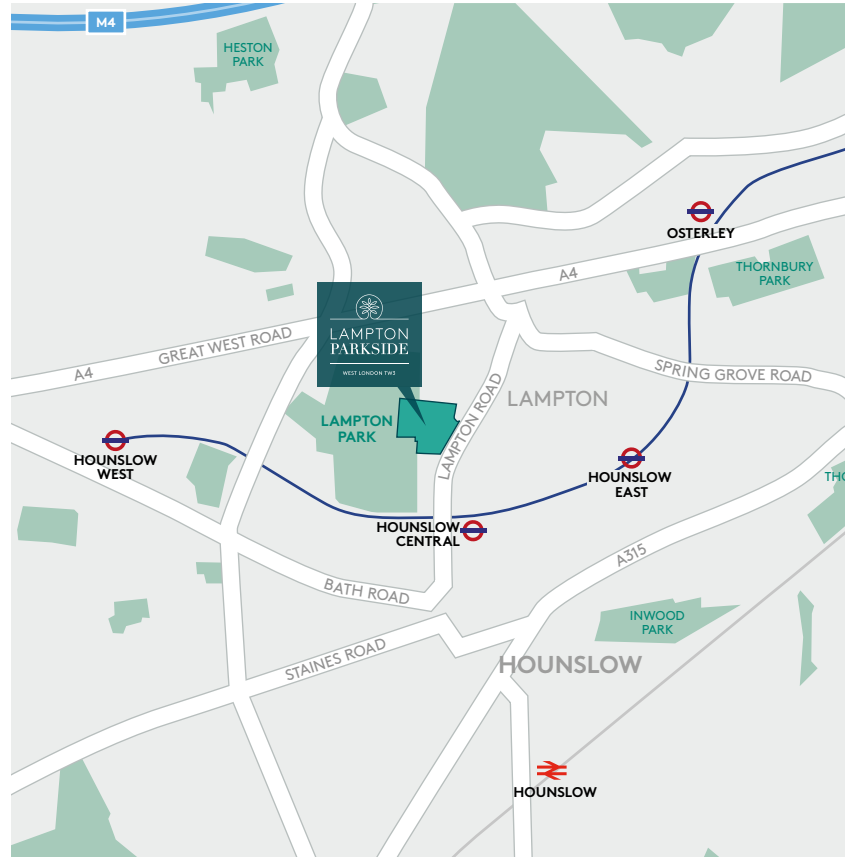 M4
HESTON
PARK
OSTERLEY
THORNBURY
PARK
A4
LAMPTON
PARKSIDE
WEST LONDON TW3
GREAT WEST ROAD
A4
SPRING GROVE ROAD
LAMPTON
LAMPTON ROAD
LAMPTON
PARK
HOUNSLOW
WEST
HOUNSLOW
EAST
THO
HOUNSLOW
CENTRAL
A315
BATH ROAD
INWOOD
PARK
STAINES ROAD
HOUNSLOW
HOUNSLOW